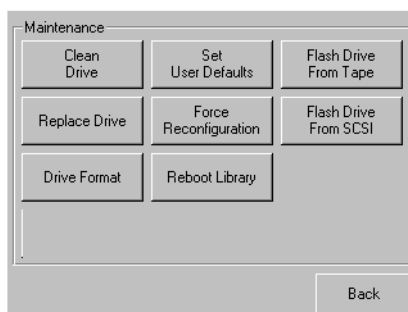 Maintenance
Clean
Drive
Set
User Defaults
Flash Drive
From Tape
Replace Drive
Force
Reconfiguration
Flash Drive
From SCSI
Drive Format
Reboot Library
Back